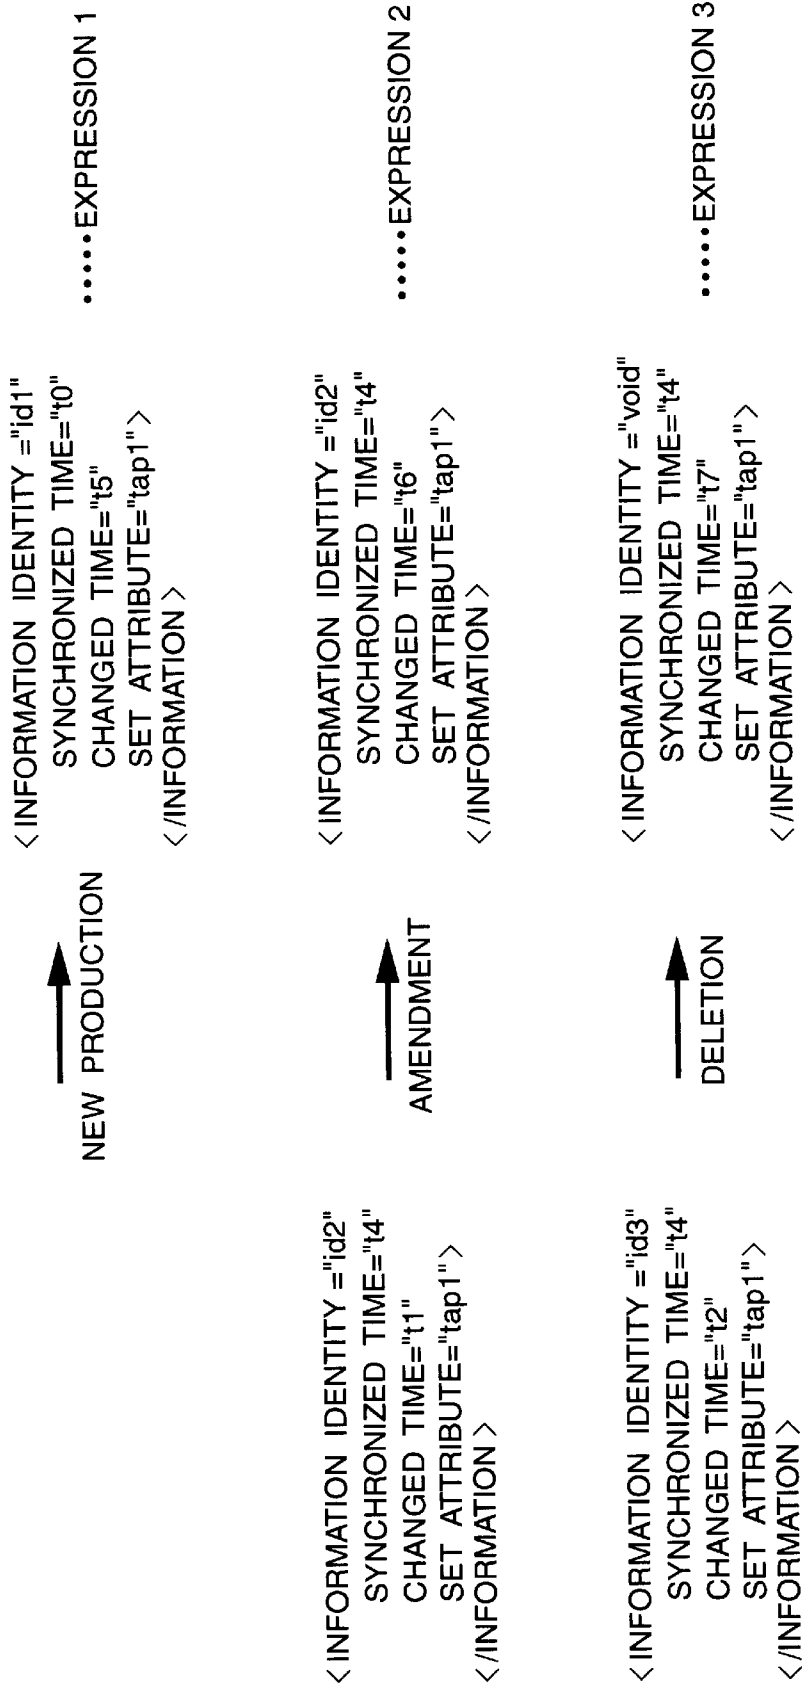 NEW PRODUCTION
<INFORMATION IDENTITY ="id1"
SYNCHRONIZED TIME="t0"
CHANGED TIME="t5"
SET ATTRIBUTE="tap1">
</INFORMATION>
·····EXPRESSION 1
<INFORMATION IDENTITY ="id2"
SYNCHRONIZED TIME="t4"
CHANGED TIME="t1"
SET ATTRIBUTE="tap1">
</INFORMATION>
AMENDMENT
<INFORMATION IDENTITY ="id2"
SYNCHRONIZED TIME="t4"
CHANGED TIME="t6"
SET ATTRIBUTE="tap1">
</INFORMATION>
·····EXPRESSION 2
<INFORMATION IDENTITY ="id3"
SYNCHRONIZED TIME="t4"
CHANGED TIME="t2"
SET ATTRIBUTE="tap1">
</INFORMATION>
DELETION
<INFORMATION IDENTITY ="void"
SYNCHRONIZED TIME="t4"
CHANGED TIME="t7"
SET ATTRIBUTE="tap1">
</INFORMATION>
·····EXPRESSION 3